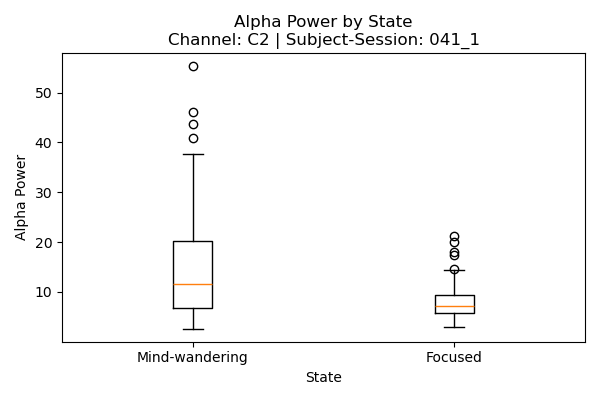 Alpha Power by State
Channel: C2 | Subject-Session: 041_1
50
40
30
20
10
Alpha Power
Mind-wandering
Focused
State